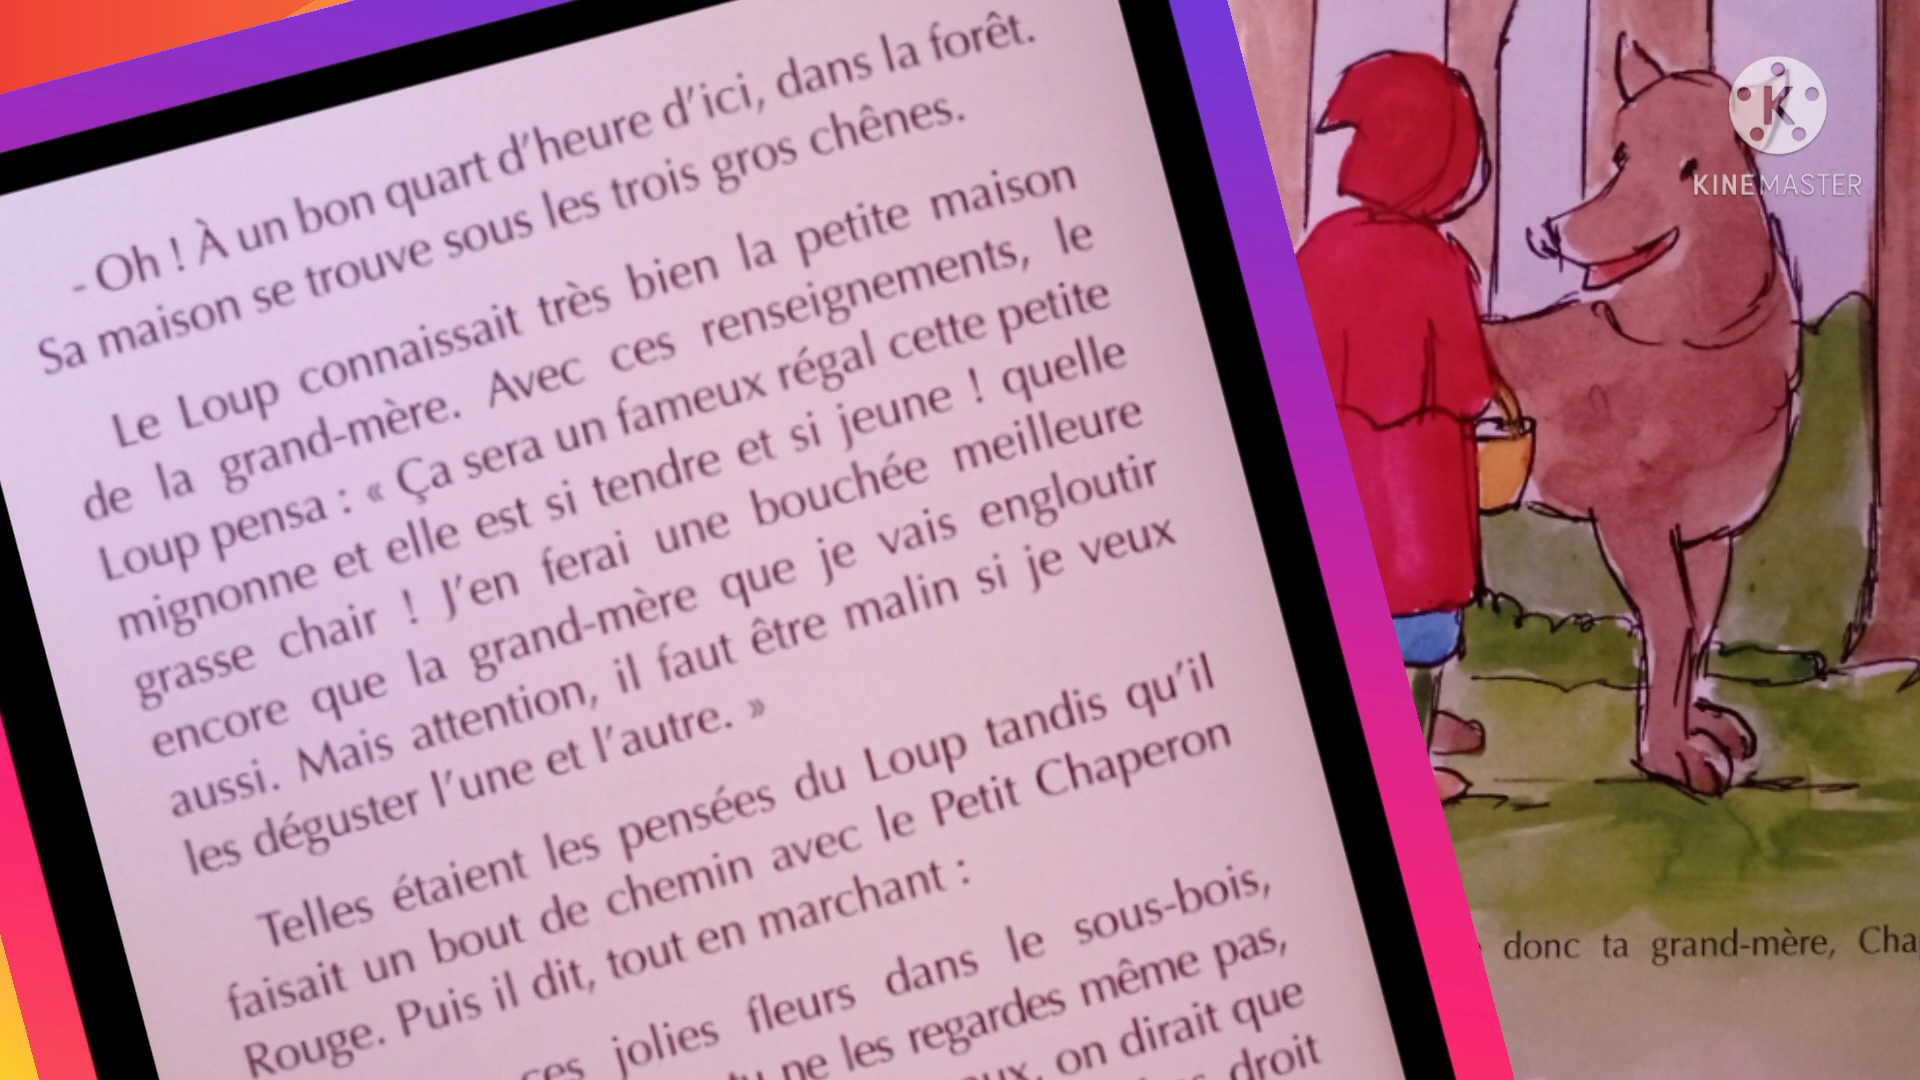 - Oh ! À un bon quart d'heure d'ici, dans la forêt.
Sa maison se trouve sous les trois gros chênes.
Le Loup connaissait très bien la petite maison
de la grand-mère. Avec ces renseignements, le
Loup pensa : « Ça sera un fameux régal cette petite
mignonne et elle est si tendre et si jeune ! quelle
grasse chair ! J'en ferai une bouchée meilleure
encore que la grand-mère que je vais engloutir
aussi. Mais attention, il faut être malin si je veux
les déguster l'une et l'autre. »
Telles étaient les pensées du Loup tandis qu'il
faisait un bout de chemin avec le Petit Chaperon
Rouge. Puis il dit, tout en marchant :
ces jolies fleurs dans le sous-bois,
tu ne les regardes même pas,
on dirait que
droit
K
KINEMASTER
donc ta grand-mère, Cha